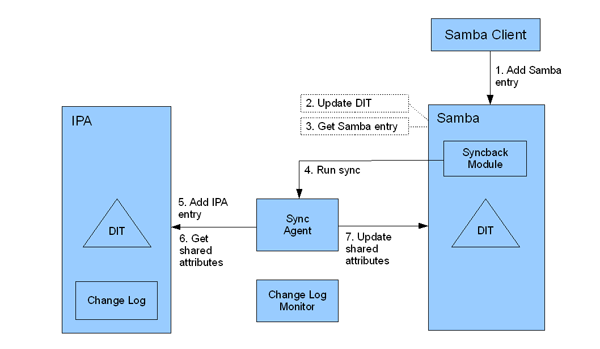 Samba Client
1. Add Samba
entry
2. Update DIT
3. Get Samba entry
IPA
Samba
Syncback
Module
4. Run sync
5. Add IPA
entry
6. Get
shared
attributes
Sync
Agent
7. Update
shared
attributes
DIT
DIT
Change Log
Change Log
Monitor